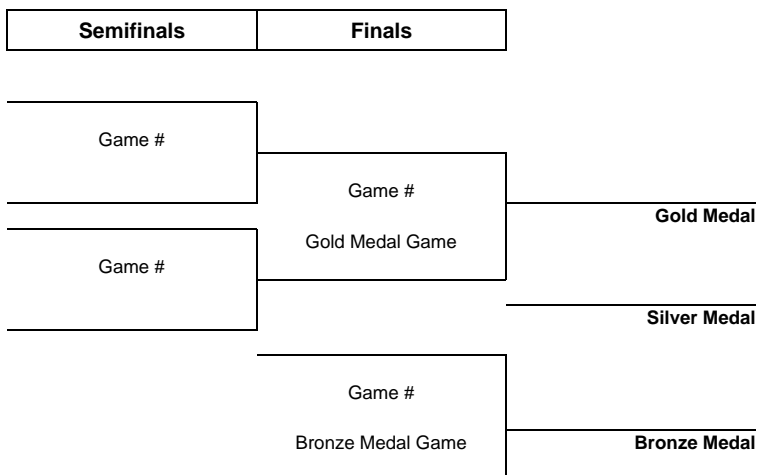 Semifinals Finals
Game #
Game #
Gold Medal Game
Gold Medal
Game #
Silver Medal
Game #
Bronze Medal Game
Bronze Medal